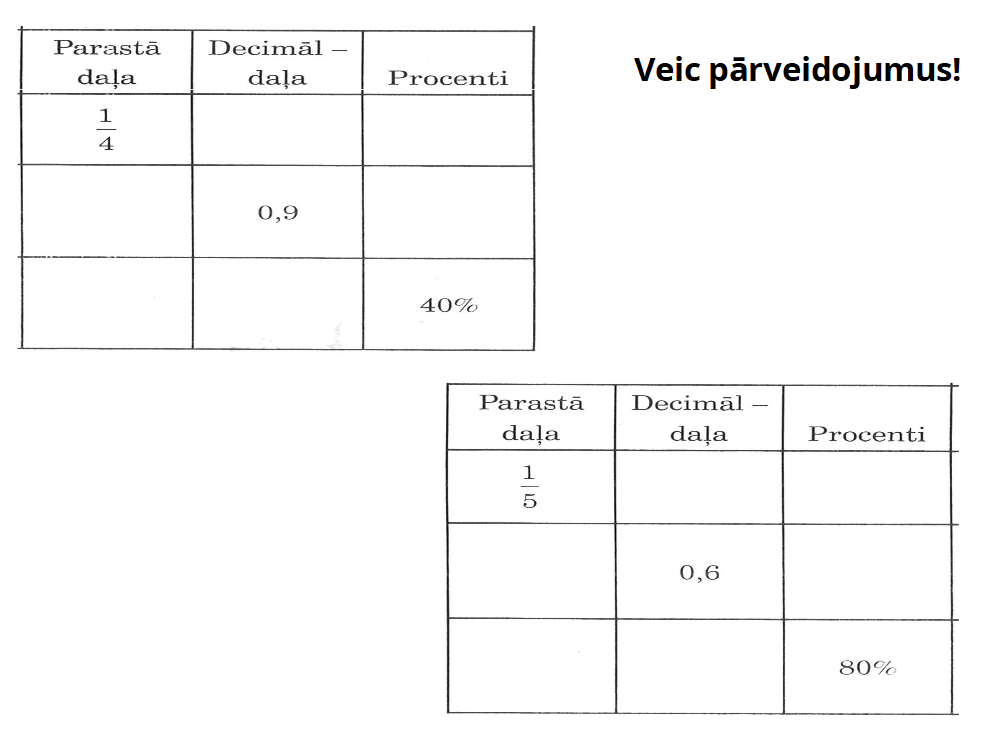 Veic pārveidojumus!
Parastā daļa Decimāl – daļa Procenti
1/4
0,9
40%
Parastā daļa Decimāl – daļa Procenti
1/5
0,6
80%